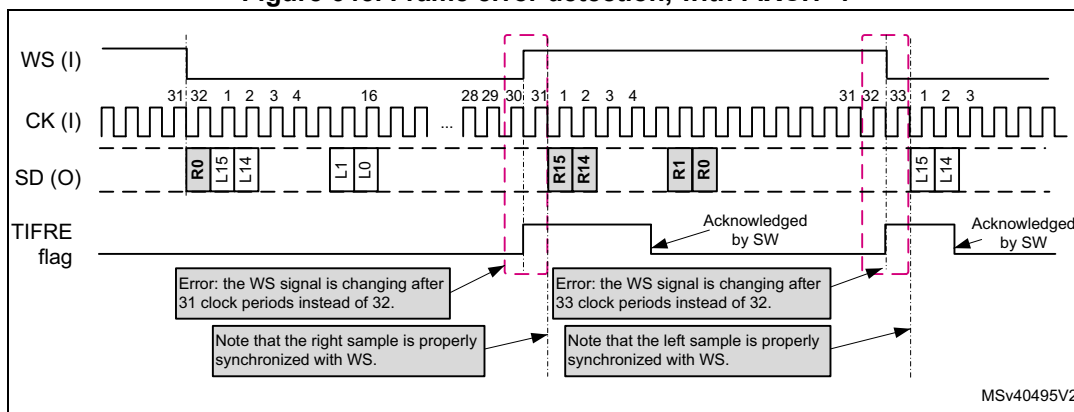 Frame error detection, with
WS (I)
31 32 1 2 3 4 16 28 29 30 31 1 2 3 4 31 32 33 1 2 3
CK (I)
...
SD (O)
R0 L15 L14 L1 L0 R15 R14 R1 R0 L15 L14
TIFRE
flag
Acknowledged
by SW
Acknowledged
by SW
Error: the WS signal is changing after
31 clock periods instead of 32.
Error: the WS signal is changing after
33 clock periods instead of 32.
Note that the right sample is properly
synchronized with WS.
Note that the left sample is properly
synchronized with WS.
MSv40495V2